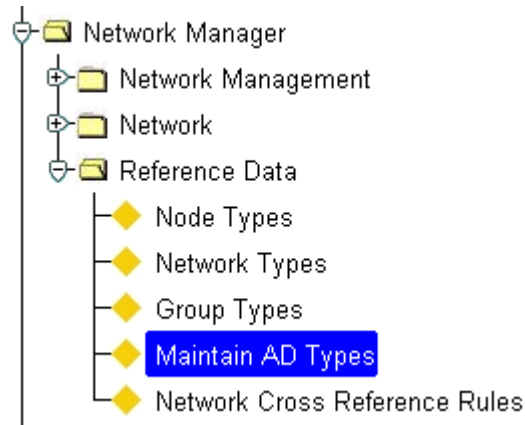 Network Manager
Network Management
Network
Reference Data
Node Types
Network Types
Group Types
Maintain AD Types
Network Cross Reference Rules